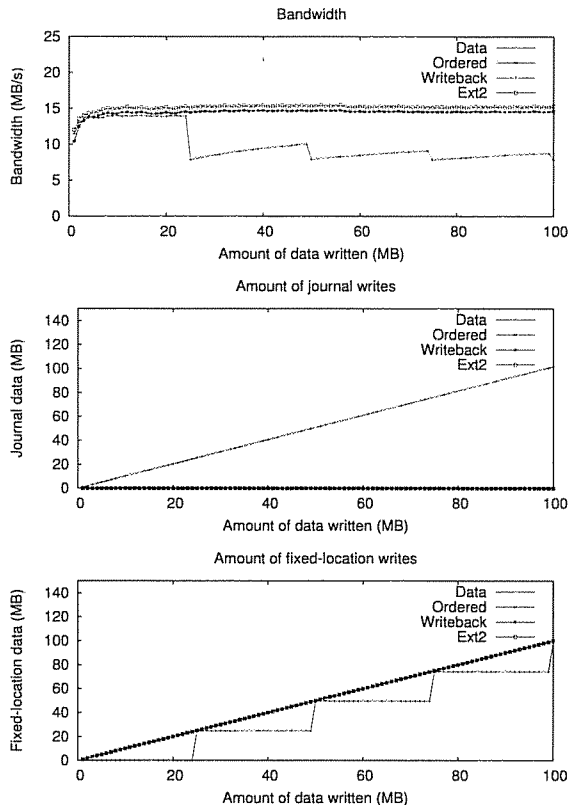 Bandwidth
Bandwidth (MB/s)
25
20
15
10
5
0
Data
Ordered
Writeback
Ext2
0 20 40 60 80 100
Amount of data written (MB)
Amount of journal writes
Journal data (MB)
140
120
100
80
60
40
20
0
Data
Ordered
Writeback
Ext2
0 20 40 60 80 100
Amount of data written (MB)
Amount of fixed-location writes
Fixed-location data (MB)
140
120
100
80
60
40
20
0
Data
Ordered
Writeback
Ext2
0 20 40 60 80 100
Amount of data written (MB)